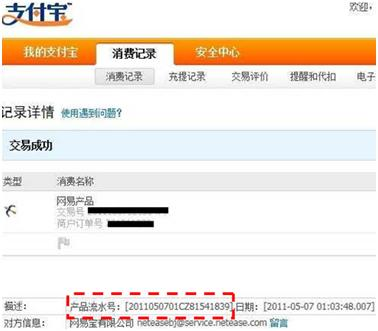 支付宝
欢迎，
我的支付宝 消费记录 安全中心
消费记录 充提记录 交易评价 提醒和代扣 电子
记录详情 使用遇到问题？
交易成功
类型 消费名称
网易产品
交易号
商户订单号
描述： 产品流水号：[2011050701CZ81541839],日期：[2011-05-07 01:03:48.007]
对方信息： 网易宝有限公司 neteasebj@service.netease.com 留言